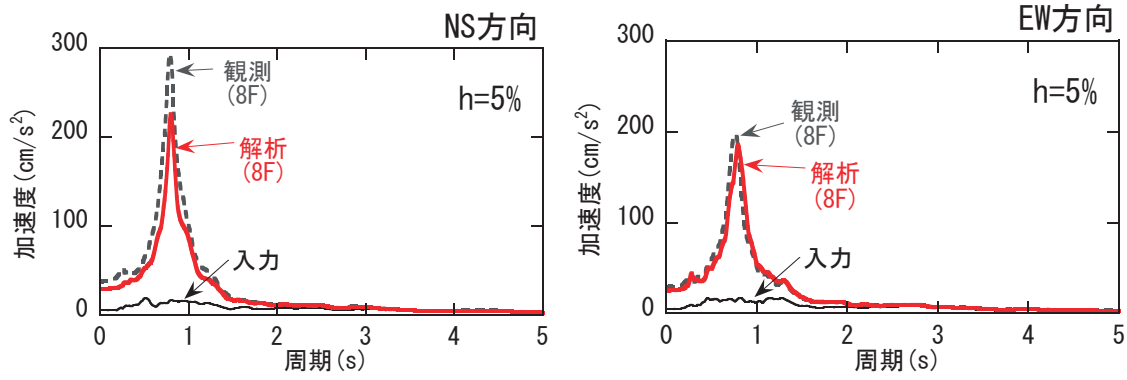 NS方向
300
200
100
0
加速度(cm/s²)
観測
(8F)
解析
(8F)
入力
h=5%
0 1 2 3 4 5
周期(s)
EW方向
300
200
100
0
加速度(cm/s²)
観測
(8F)
解析
(8F)
入力
h=5%
0 1 2 3 4 5
周期(s)